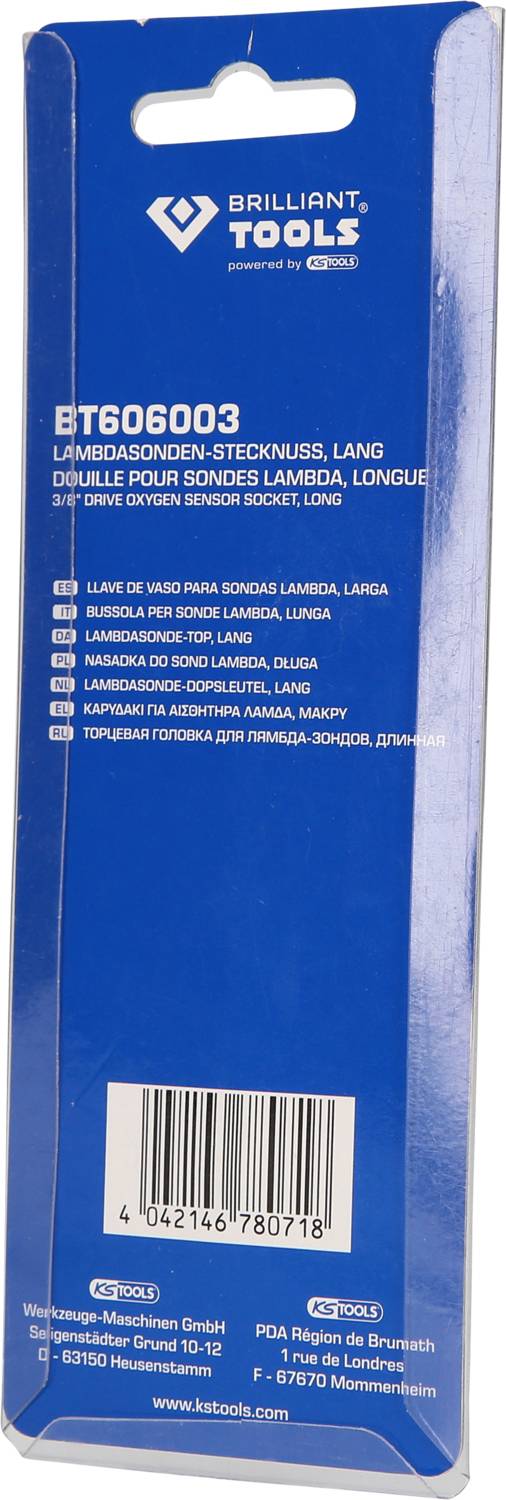 BRILLIANT
TOOLS®
powered by KS TOOLS
BT606003
LAMBDASONDEN-STECKNUSS, LANG
DOUILLE POUR SONDES LAMBDA, LONGUE
3/8" DRIVE OXYGEN SENSOR SOCKET, LONG
ES LLAVE DE VASO PARA SONDAS LAMBDA, LARGA
IT BUSSOLA PER SONDE LAMBDA, LUNGA
DA LAMBDASONDE-TOP, LANG
PL NASADKA DO SOND LAMBDA, DŁUGA
NL LAMBDASONDE-DOPSLEUTEL, LANG
EL ΚΑΡΥΔΑΚΙ ΓΙΑ ΑΙΣΘΗΤΗΡΑ ΛΑΜΔΑ, ΜΑΚΡΥ
RU ТОРЦЕВАЯ ГОЛОВКА ДЛЯ ЛЯМБДА-ЗОНДОВ, ДЛИННАЯ
4 042146 780718
KS TOOLS
Werkzeuge-Maschinen GmbH
Seligenstädter Grund 10-12
D - 63150 Heusenstamm
KS TOOLS
PDA Région de Brumath
1 rue de Londres
F - 67670 Mommenheim
www.kstools.com